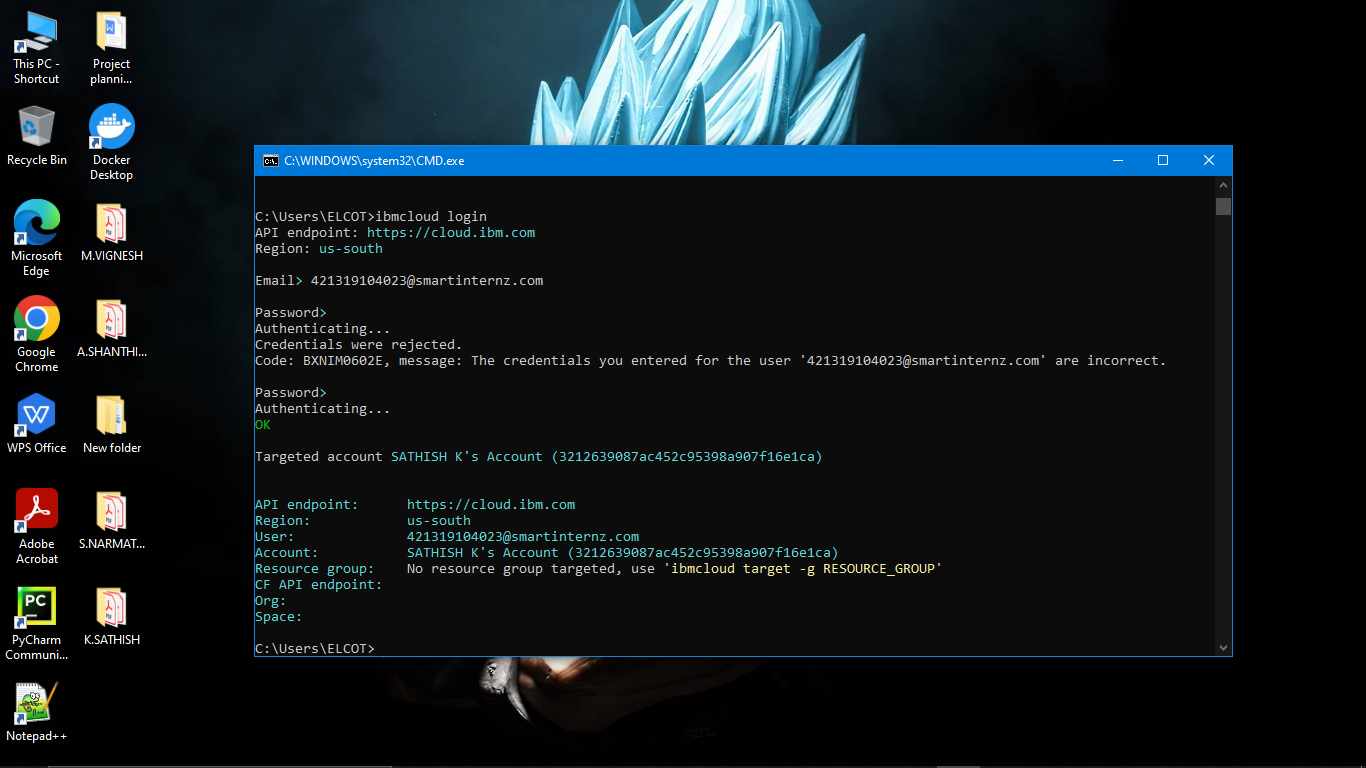 This PC -
Shortcut
Project
planni...
Recycle Bin
Docker
Desktop
Microsoft
Edge
M.VIGNESH
Google
Chrome
A.SHANTHI...
WPS Office
New folder
Adobe
Acrobat
S.NARMAT...
PyCharm
Communi...
K.SATHISH
Notepad++
C:\WINDOWS\system32\CMD.exe
C:\Users\ELCOT>ibmcloud login
API endpoint: https://cloud.ibm.com
Region: us-south
Email> 421319104023@smartinternz.com
Password>
Authenticating...
Credentials were rejected.
Code: BXNIM0602E, message: The credentials you entered for the user '421319104023@smartinternz.com' are incorrect.
Password>
Authenticating...
OK
Targeted account SATHISH K's Account (3212639087ac452c95398a907f16e1ca)
API endpoint: https://cloud.ibm.com
Region: us-south
User: 421319104023@smartinternz.com
Account: SATHISH K's Account (3212639087ac452c95398a907f16e1ca)
Resource group: No resource group targeted, use 'ibmcloud target -g RESOURCE_GROUP'
CF API endpoint:
Org:
Space:
C:\Users\ELCOT>